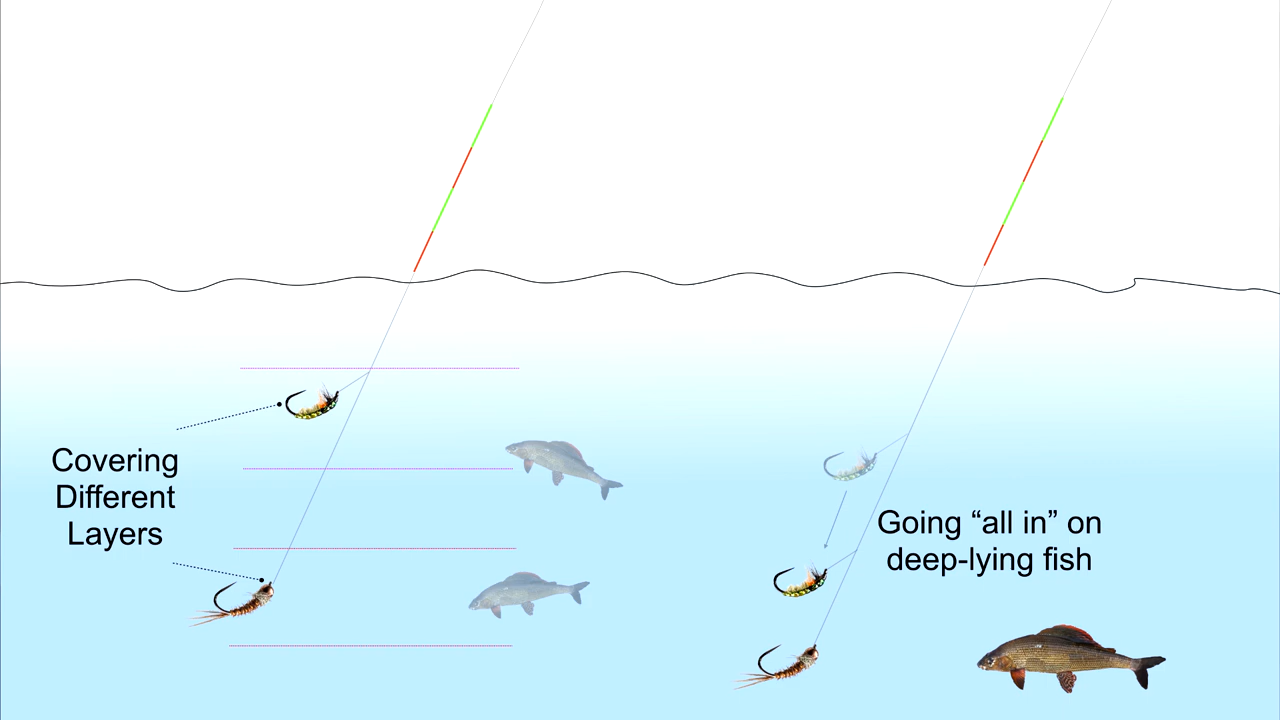 Covering
Different
Layers
Going “all in” on
deep-lying fish